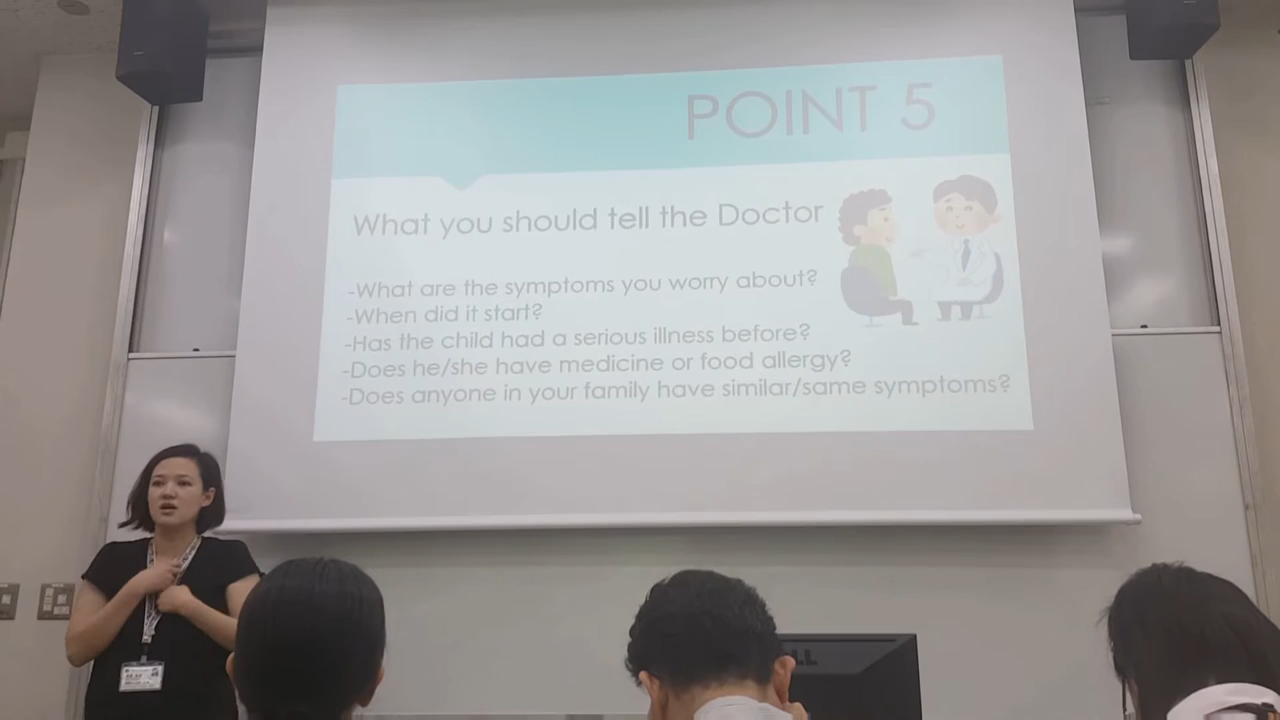 POINT 5
What you should tell the Doctor
-What are the symptoms you worry about?
-When did it start?
-Has the child had a serious illness before?
-Does he/she have medicine or food allergy?
-Does anyone in your family have similar/same symptoms?